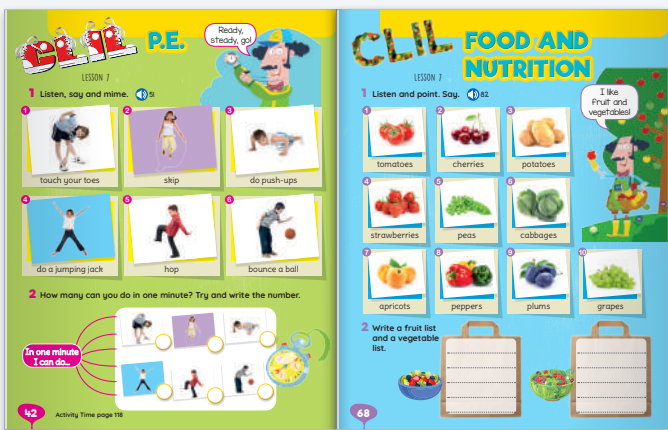 CLIL P.E.
Ready,
steady, go!
LESSON 7
1 Listen, say and mime. 51
1
2
3
touch your toes
skip
do push-ups
4
5
6
do a jumping jack
hop
bounce a ball
2 How many can you do in one minute? Try and write the number.
In one minute
I can do...
42
Activity Time page 118
CLIL FOOD AND
NUTRITION
LESSON 7
1 Listen and point. Say. 82
I like
fruit and
vegetables!
1
2
3
tomatoes
cherries
potatoes
4
5
6
strawberries
peas
cabbages
7
8
9
10
apricots
peppers
plums
grapes
2 Write a fruit list
and a vegetable
list.
68